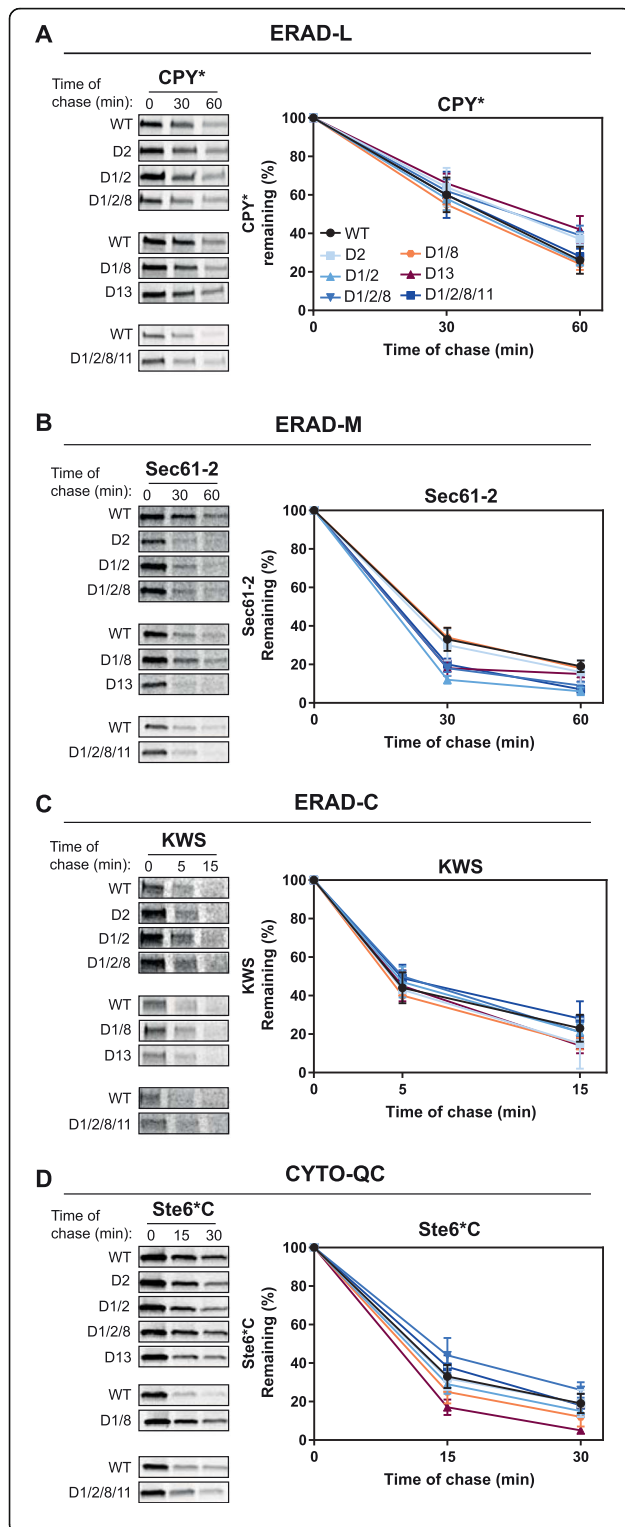 A
ERAD-L
Time of chase (min):
CPY*
0 30 60
WT
D2
D1/2
D1/2/8
WT
D1/8
D13
WT
D1/2/8/11
CPY*
CPY* remaining (%)
100
80
60
40
20
0
WT
D2
D1/2
D1/2/8
D1/8
D13
D1/2/8/11
0 30 60
Time of chase (min)
B
ERAD-M
Time of chase (min):
Sec61-2
0 30 60
WT
D2
D1/2
D1/2/8
WT
D1/8
D13
WT
D1/2/8/11
Sec61-2
Sec61-2 Remaining (%)
100
80
60
40
20
0
0 30 60
Time of chase (min)
C
ERAD-C
Time of chase (min):
KWS
0 5 15
WT
D2
D1/2
D1/2/8
WT
D1/8
D13
WT
D1/2/8/11
KWS
KWS Remaining (%)
100
80
60
40
20
0
0 5 15
Time of chase (min)
D
CYTO-QC
Time of chase (min):
Ste6*C
0 15 30
WT
D2
D1/2
D1/2/8
D13
WT
D1/8
WT
D1/2/8/11
Ste6*C
Ste6*C Remaining (%)
100
80
60
40
20
0
0 15 30
Time of chase (min)